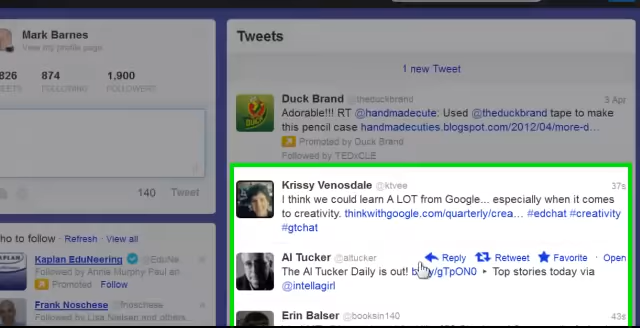 Mark Barnes
View my profile page
826 874 1,900
TWEETS FOLLOWING FOLLOWERS
140 Tweet
Who to follow · Refresh · View all
Kaplan EduNeering @EduNe...
Followed by Annie Murphy Paul an...
Promoted Follow
Frank Noschese @fnoschese
Followed by Lisa Nielsen and others
Tweets
1 new Tweet
Duck Brand @theduckbrand 3 Apr
Adorable!!! RT @handmadecute: Used @theduckbrand tape to make
this pencil case handmadecuties.blogspot.com/2012/04/more-d...
Promoted by Duck Brand
Followed by TEDxCLE
Krissy Venosdale @ktvee 37s
I think we could learn A LOT from Google... especially when it comes
to creativity. thinkwithgoogle.com/quarterly/crea... #edchat #creativity
#gtchat
Al Tucker @altucker Reply Retweet Favorite · Open
The Al Tucker Daily is out! /gTpON0 ▸ Top stories today via
@intellagirl
Erin Balser @booksin140 43s